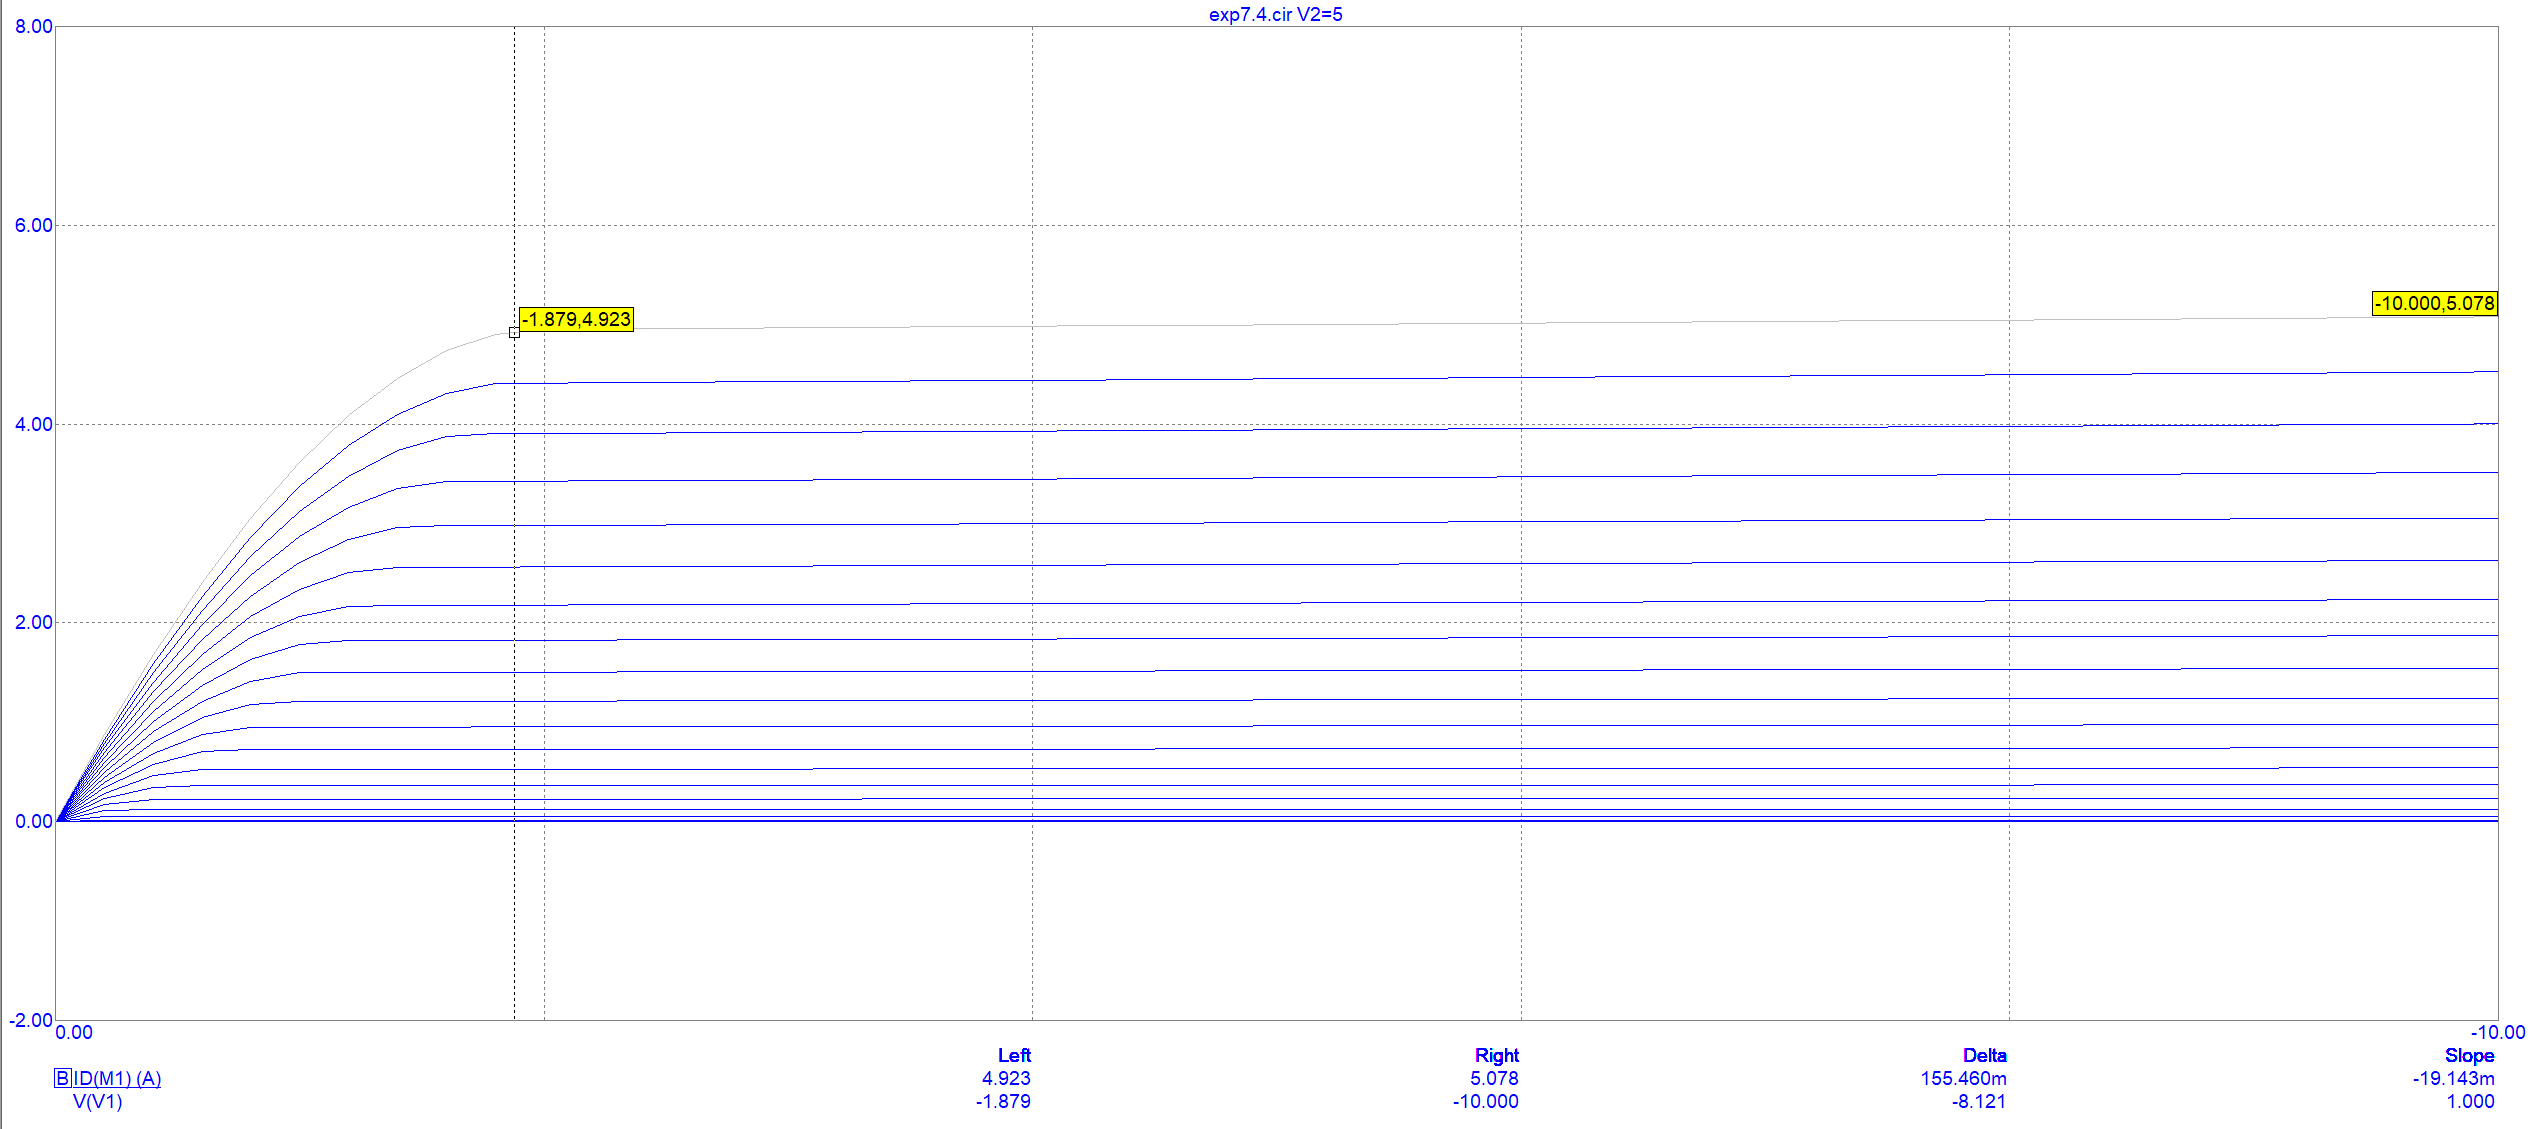 exp7.4.cir V2=5
8.00
6.00
-10.000,5.078
-1.879,4.923
4.00
2.00
0.00
-2.00
0.00 -10.00
Left Right Delta Slope
B ID(M1) (A) 4.923 5.078 155.460m -19.143m
V(V1) -1.879 -10.000 -8.121 1.000